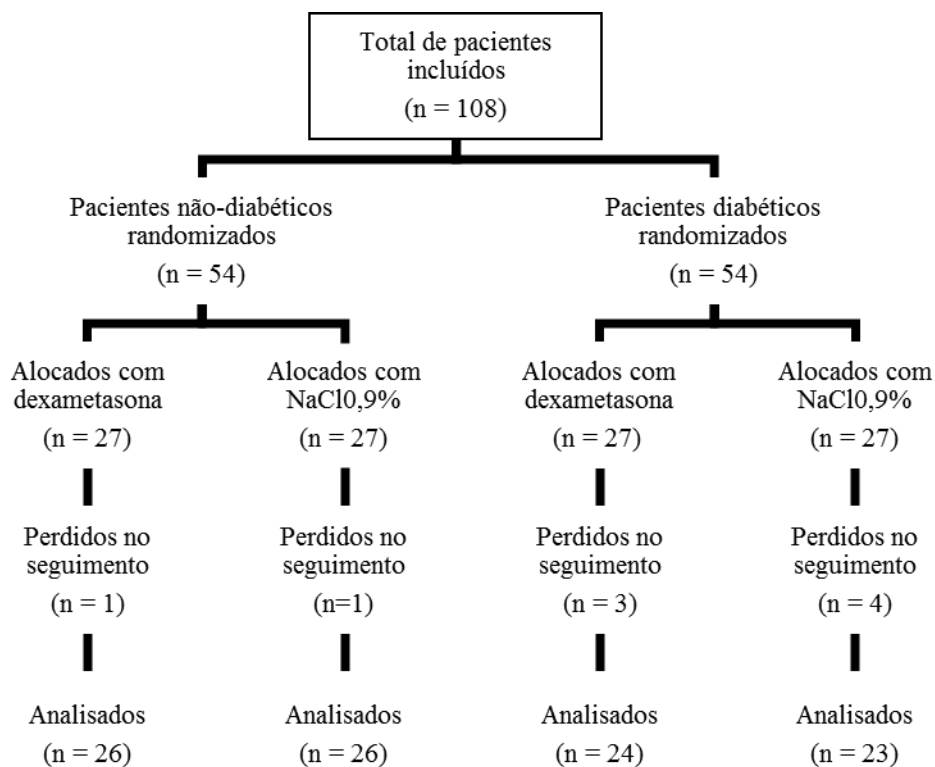 Total de pacientes
incluídos
(n = 108)
Pacientes não-diabéticos
randomizados
(n = 54)
Pacientes diabéticos
randomizados
(n = 54)
Alocados com
dexametasona
(n = 27)
Alocados com
NaCl0,9%
(n = 27)
Alocados com
dexametasona
(n = 27)
Alocados com
NaCl0,9%
(n = 27)
Perdidos no
seguimento
(n = 1)
Perdidos no
seguimento
(n=1)
Perdidos no
seguimento
(n = 3)
Perdidos no
seguimento
(n = 4)
Analisados
(n = 26)
Analisados
(n = 26)
Analisados
(n = 24)
Analisados
(n = 23)